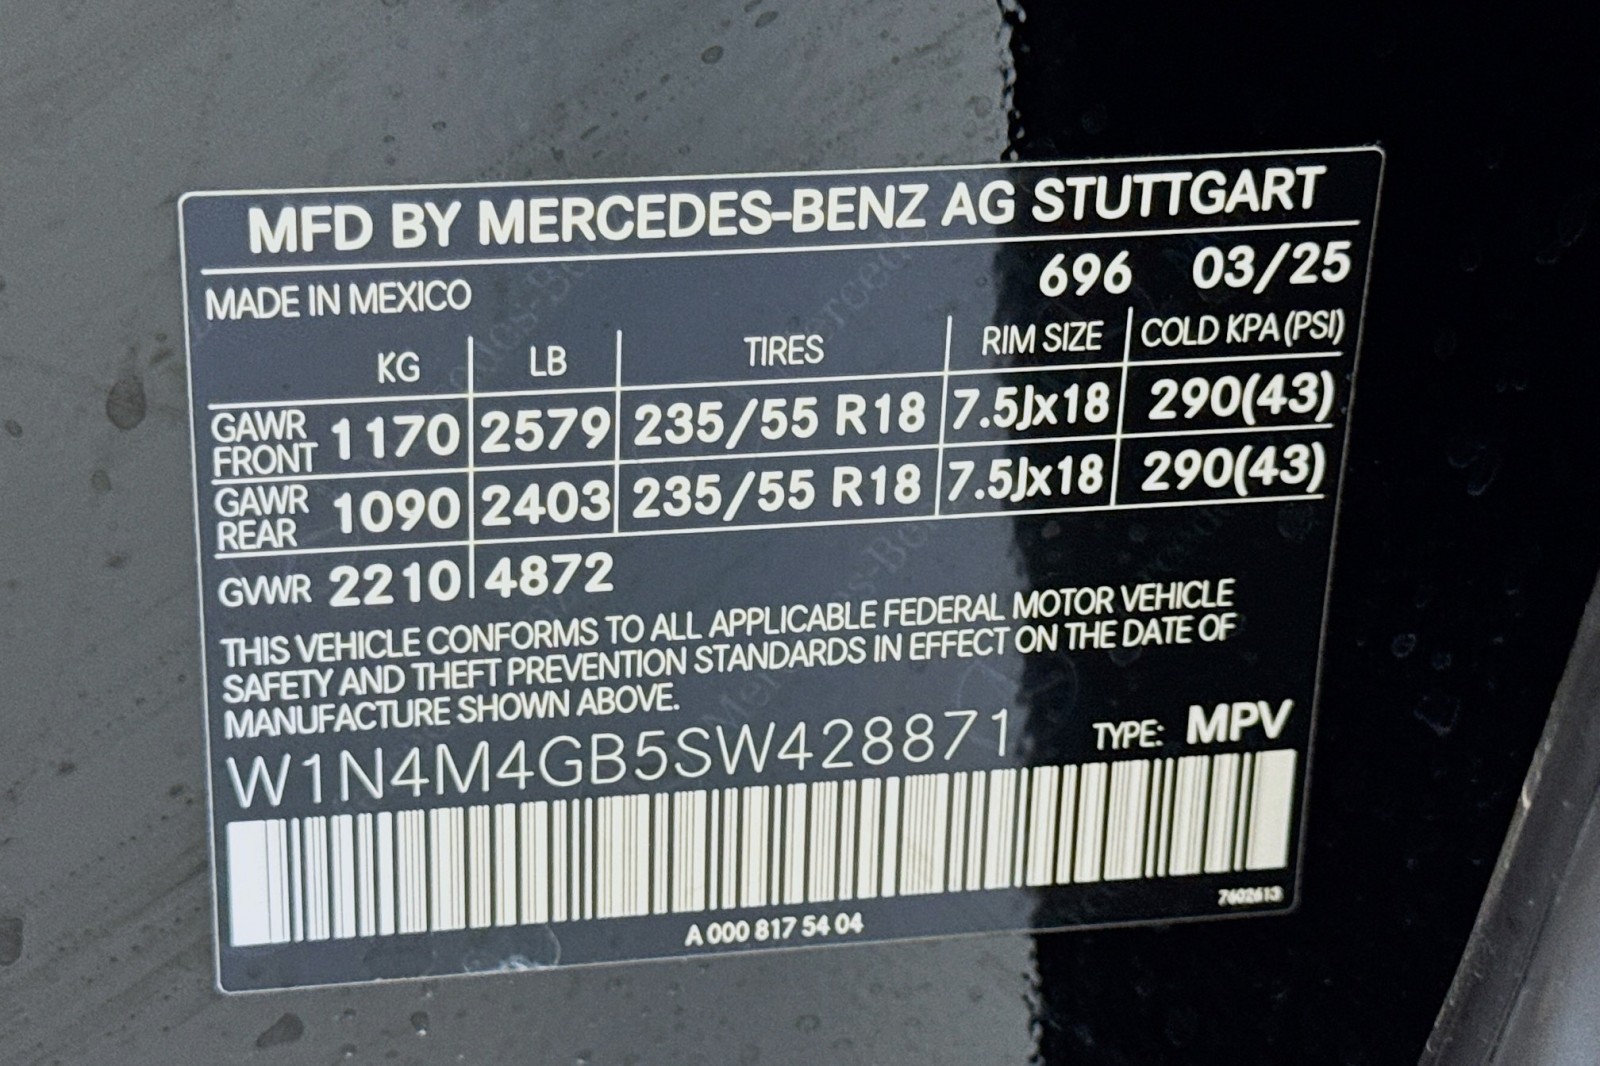 MFD BY MERCEDES-BENZ AG STUTTGART
MADE IN MEXICO 696 03/25
KG LB TIRES RIM SIZE COLD KPA (PSI)
GAWR FRONT 1170 2579 235/55 R18 7.5Jx18 290(43)
GAWR REAR 1090 2403 235/55 R18 7.5Jx18 290(43)
GVWR 2210 4872
THIS VEHICLE CONFORMS TO ALL APPLICABLE FEDERAL MOTOR VEHICLE
SAFETY AND THEFT PREVENTION STANDARDS IN EFFECT ON THE DATE OF
MANUFACTURE SHOWN ABOVE.
W1N4M4GB5SW428871 TYPE: MPV
7602613
A 000 817 54 04